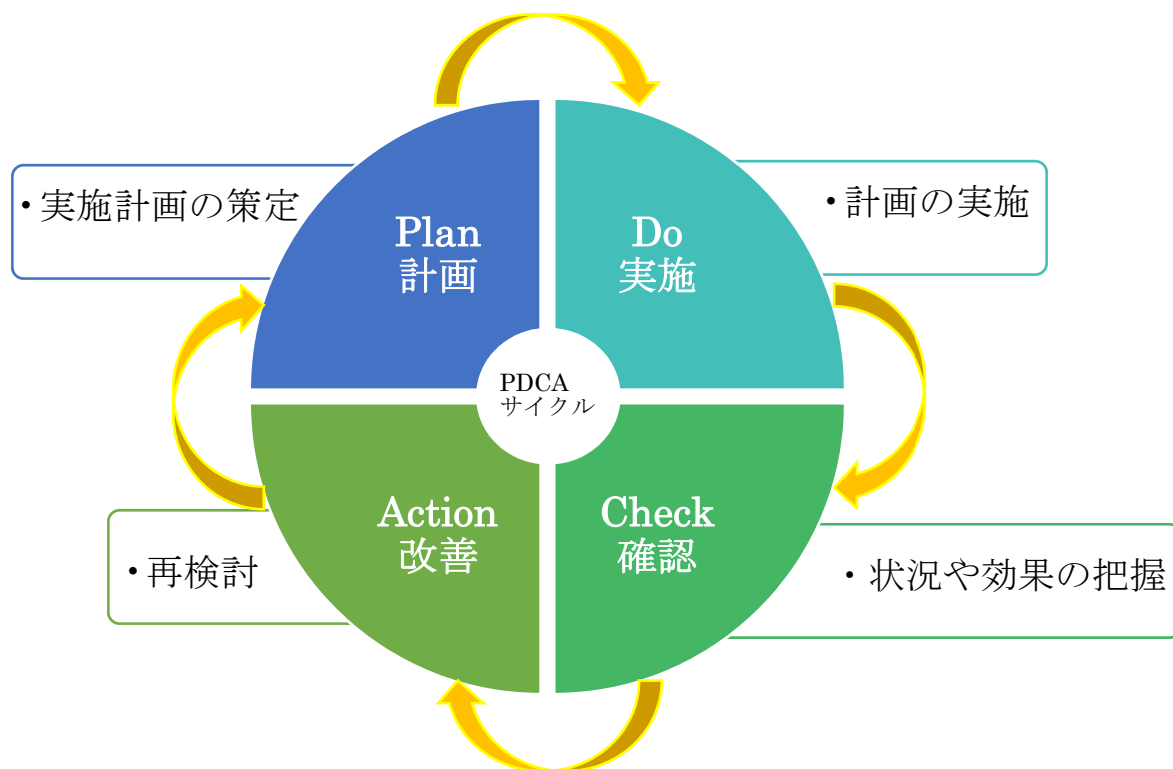 ・実施計画の策定
Plan
計画
Do
実施
・計画の実施
PDCA
サイクル
・再検討
Action
改善
Check
確認
・状況や効果の把握